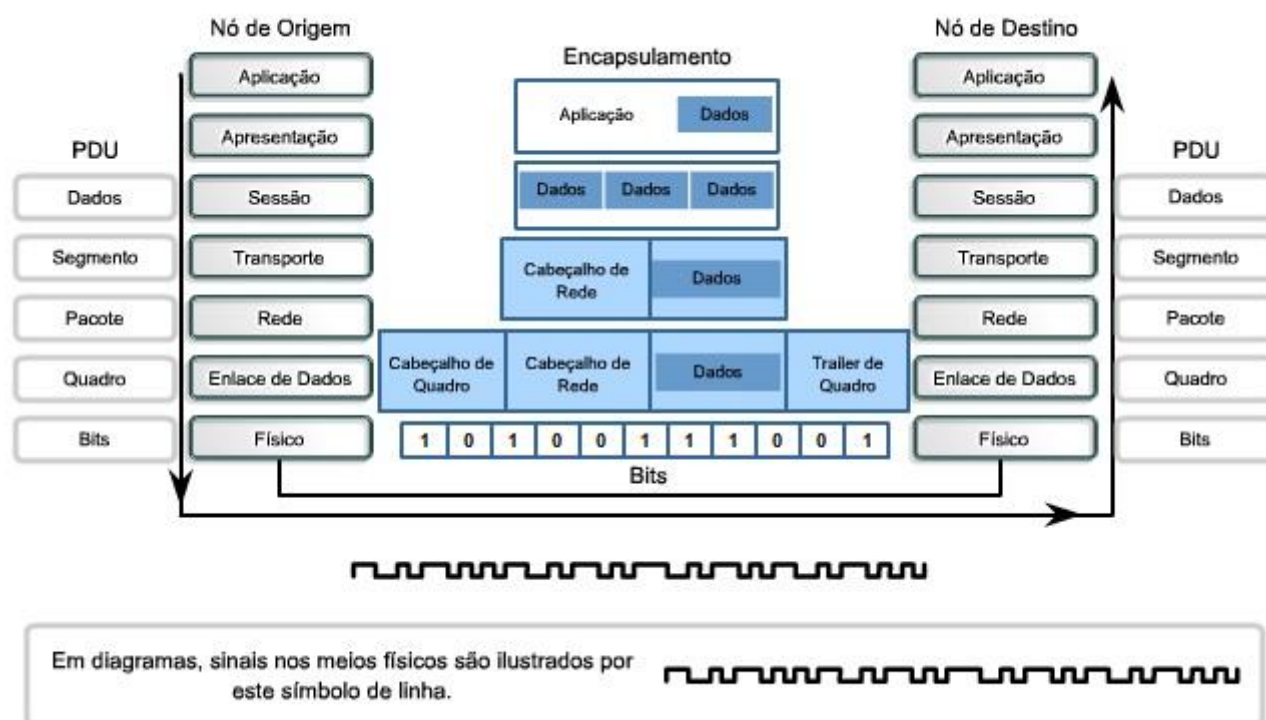 Nó de Origem
Nó de Destino
Encapsulamento
Aplicação
Aplicação
Dados
Aplicação
PDU
Apresentação
Apresentação
PDU
Dados
Sessão
Dados
Dados
Dados
Sessão
Dados
Segmento
Transporte
Cabeçalho de
Rede
Dados
Transporte
Segmento
Pacote
Rede
Rede
Pacote
Quadro
Enlace de Dados
Cabeçalho de
Quadro
Cabeçalho de
Rede
Dados
Trailer de
Quadro
Enlace de Dados
Quadro
Bits
Físico
1 0 1 0 0 1 1 1 0 0 1
Físico
Bits
Bits
Em diagramas, sinais nos meios físicos são ilustrados por
este símbolo de linha.